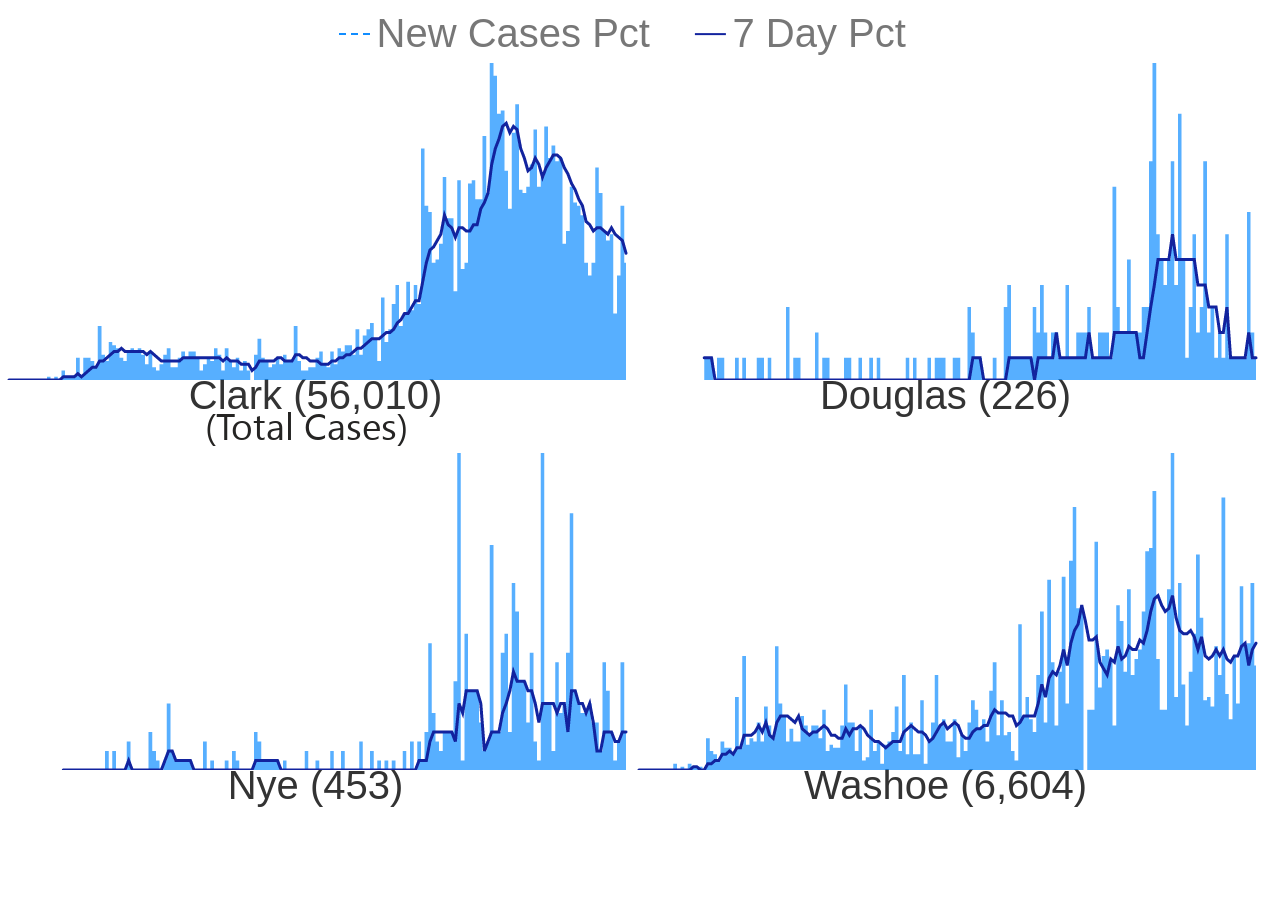 New Cases Pct 7 Day Pct
Clark (56,010) Douglas (226)
(Total Cases)
Nye (453) Washoe (6,604)